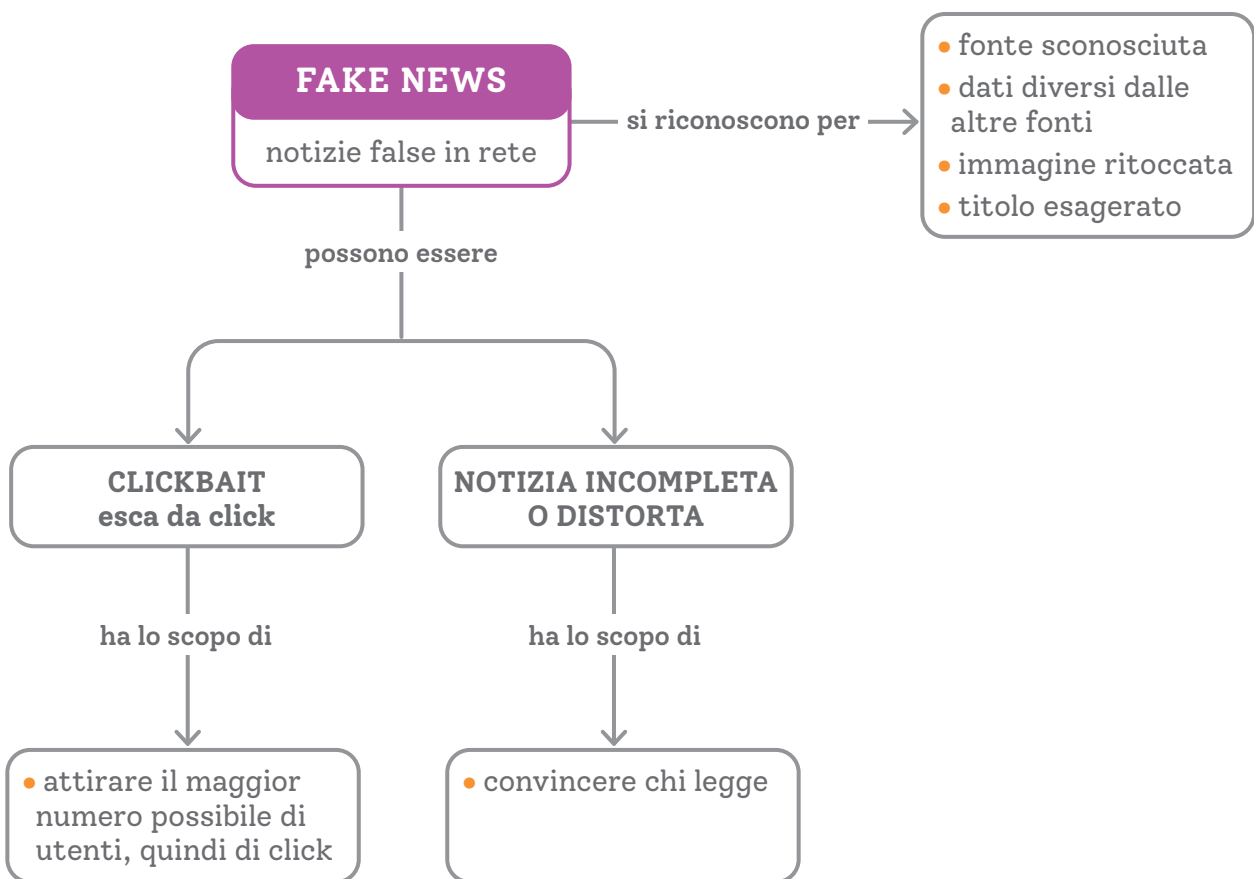 FAKE NEWS
notizie false in rete
si riconoscono per
• fonte sconosciuta
• dati diversi dalle
altre fonti
• immagine ritoccata
• titolo esagerato
possono essere
CLICKBAIT
esca da click
NOTIZIA INCOMPLETA
O DISTORTA
ha lo scopo di
ha lo scopo di
• attirare il maggior
numero possibile di
utenti, quindi di click
• convincere chi legge